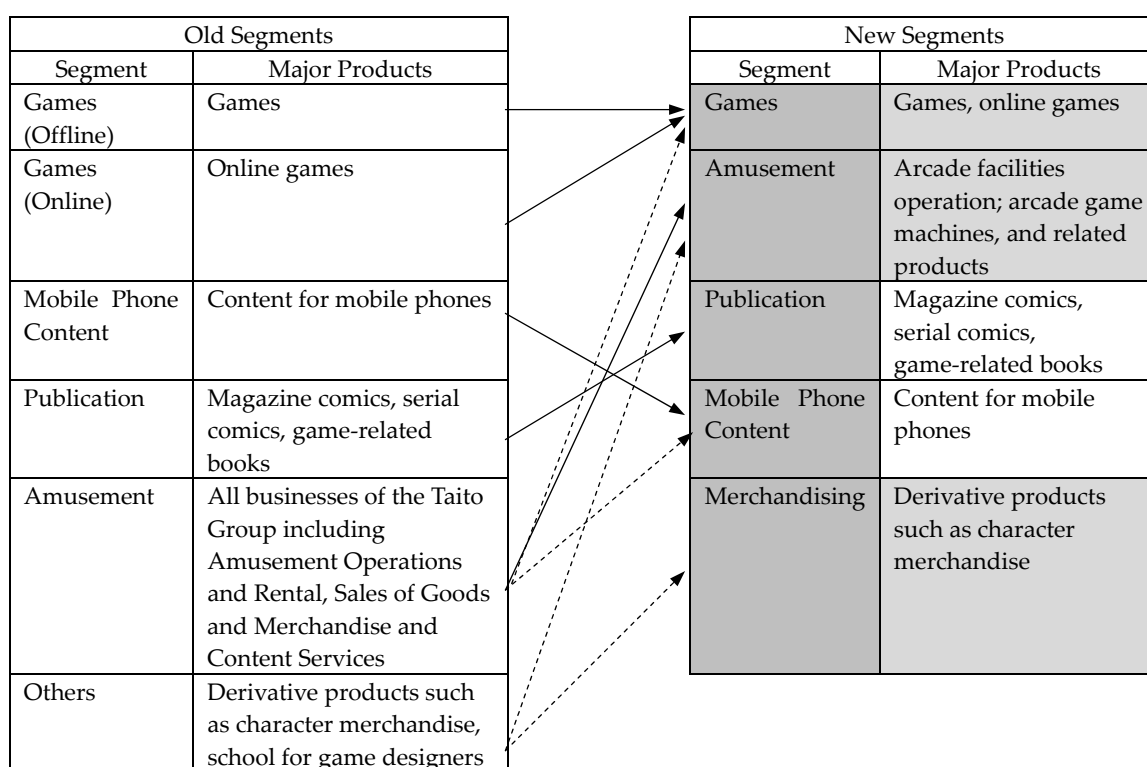 Old Segments
Segment Major Products
Games
(Offline)
Games
Games
(Online)
Online games
Mobile Phone
Content
Content for mobile phones
Publication
Magazine comics, serial
comics, game-related
books
Amusement
All businesses of the Taito
Group including
Amusement Operations
and Rental, Sales of Goods
and Merchandise and
Content Services
Others
Derivative products such
as character merchandise,
school for game designers
New Segments
Segment Major Products
Games
Games, online games
Amusement
Arcade facilities
operation; arcade game
machines, and related
products
Publication
Magazine comics,
serial comics,
game-related books
Mobile Phone
Content
Content for mobile
phones
Merchandising
Derivative products
such as character
merchandise